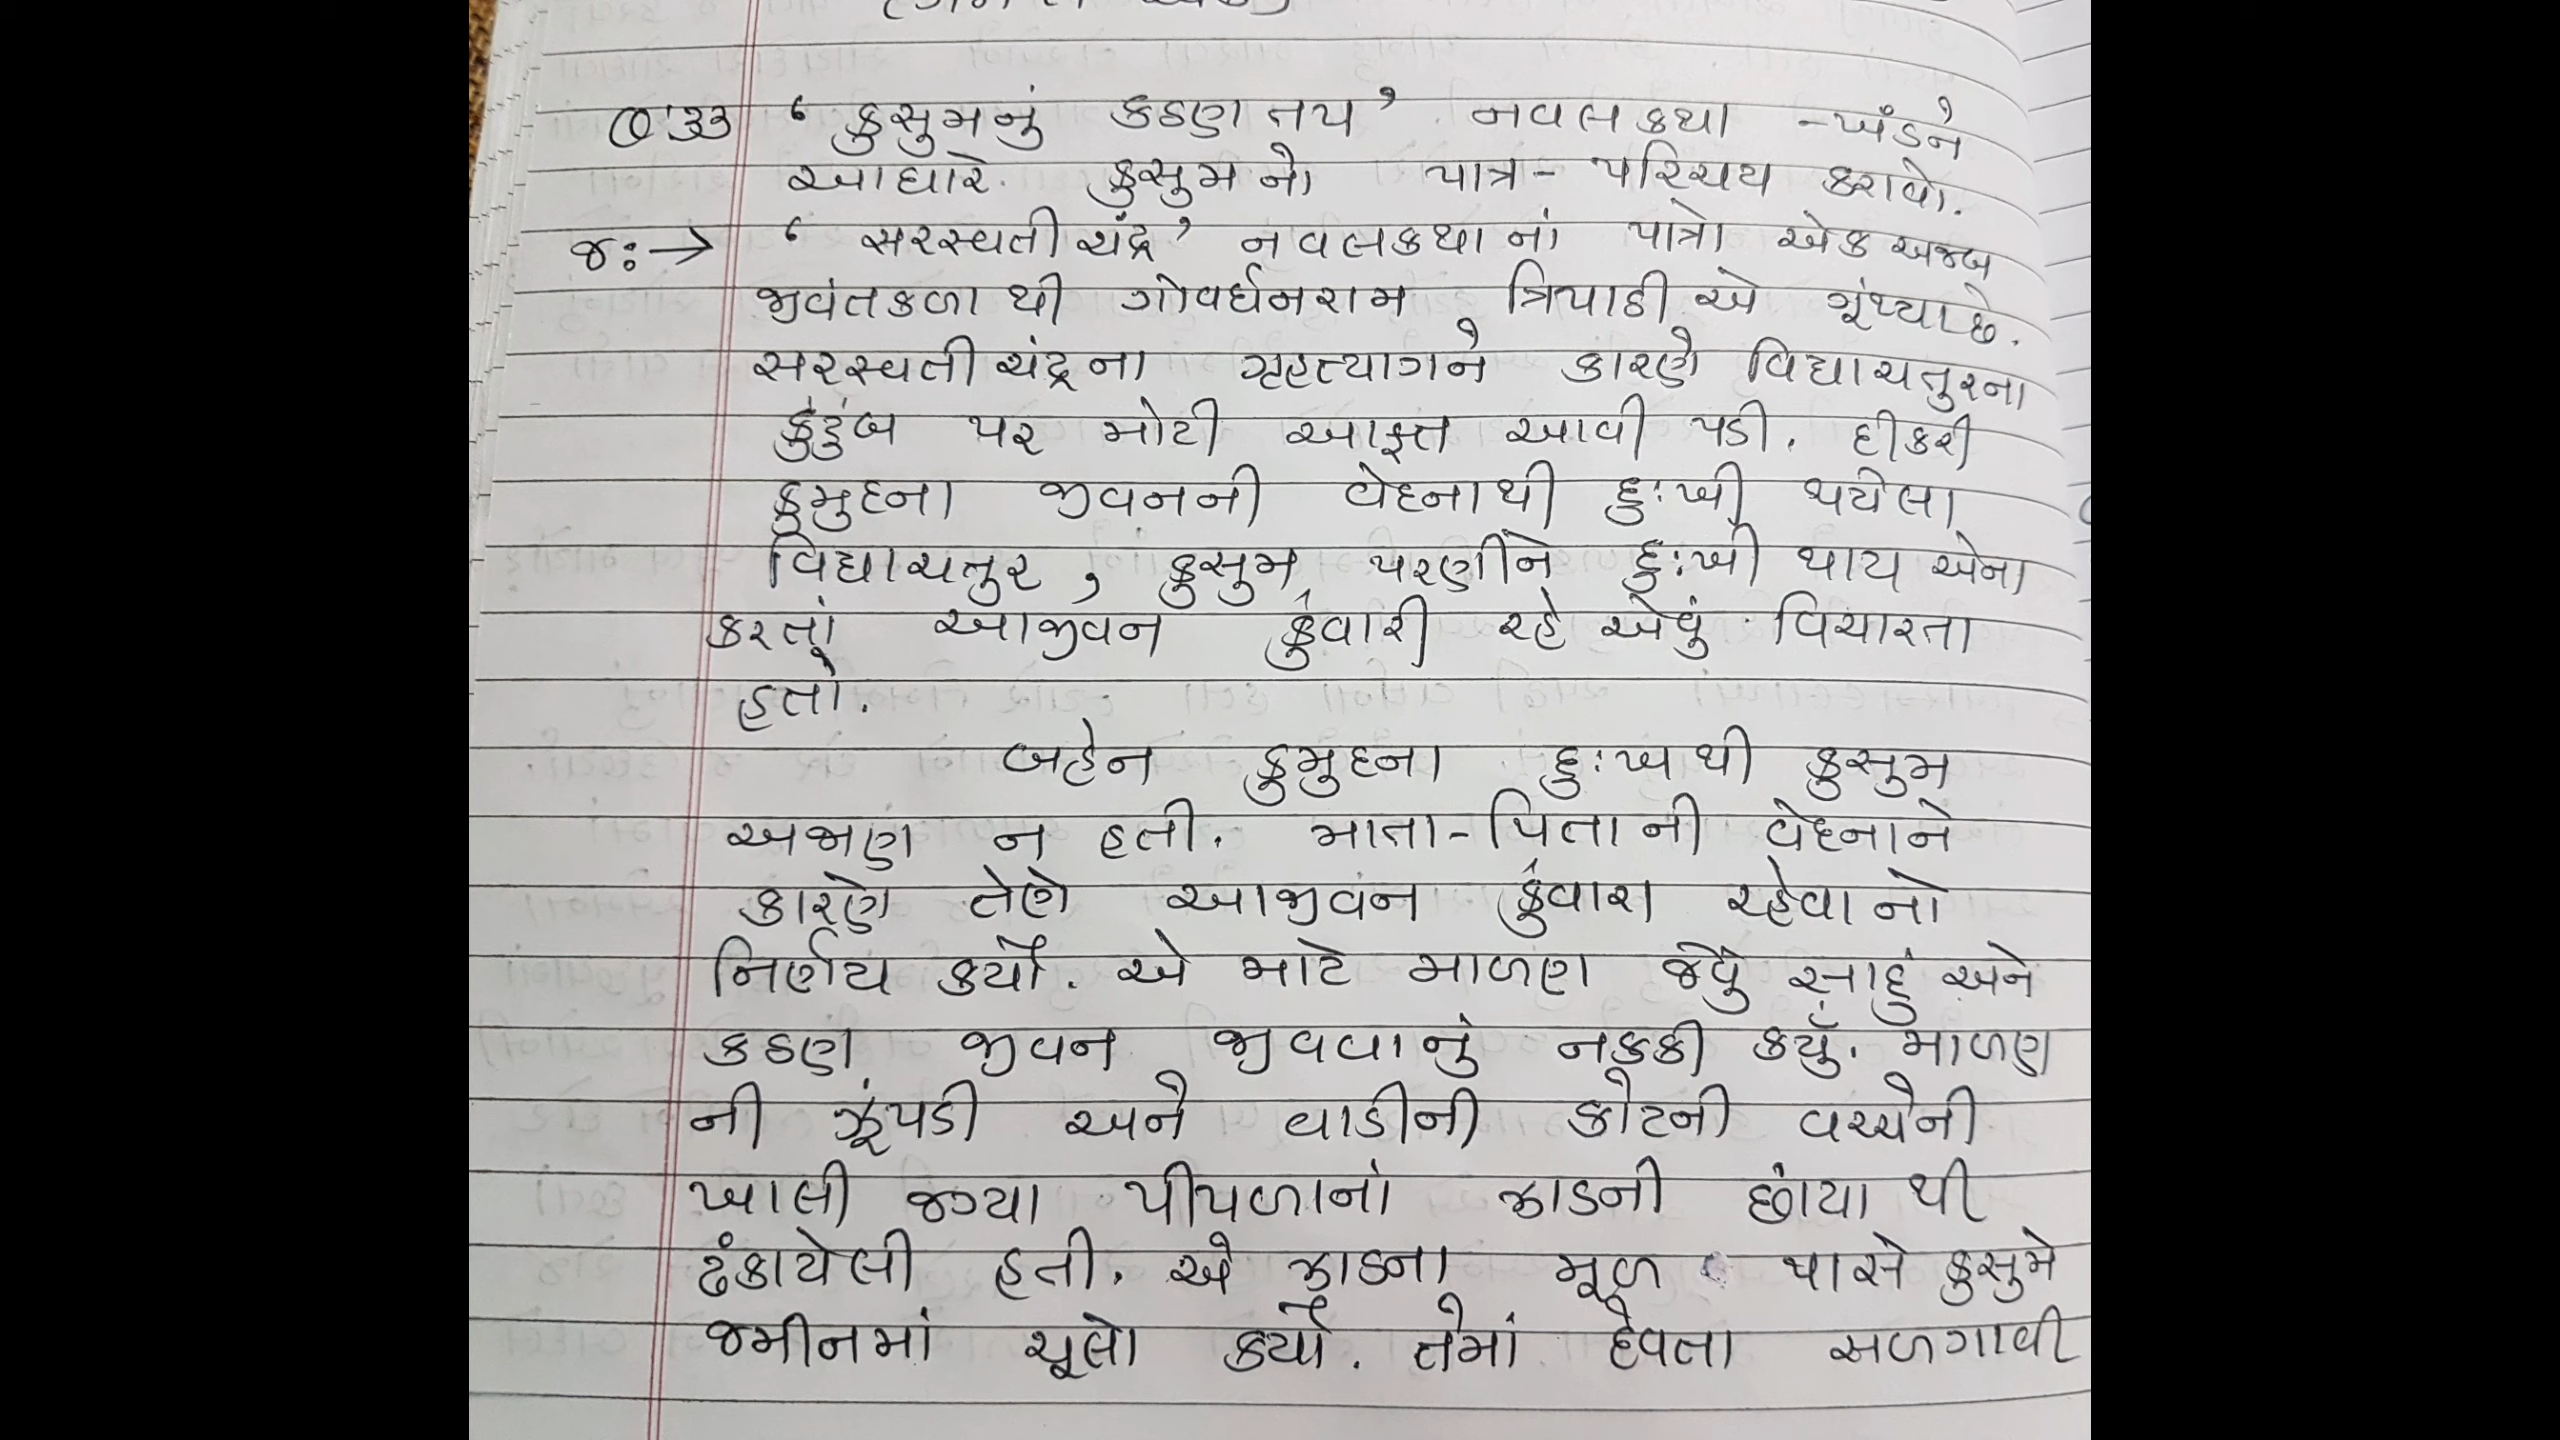 Q'33 ‘કુસુમનું કઠણ તપ’ નવલકથા -ખંડને
આધારે કુસુમનો પાત્ર- પરિચય કરાવો.
જઃ→ ‘સરસ્વતીચંદ્ર’ નવલકથાનાં પાત્રો એક અજબ
જીવંતકળાથી ગોવર્ધનરામ ત્રિપાઠીએ ગૂંથ્યા છે.
સરસ્વતીચંદ્રના ગૃહત્યાગને કારણે વિદ્યાચતુરના
કુટુંબ પર મોટી આફત આવી પડી. દીકરી
કુમુદના જીવનની વેદનાથી દુઃખી થયેલા
વિદ્યાચતુર, કુસુમ પરણીને દુઃખી થાય એના
કરતાં આજીવન કુંવારી રહે એવું વિચારતા
હતો.
બહેન કુમુદના દુઃખથી કુસુમ
અજાણ ન હતી. માતા-પિતાની વેદનાને
કારણે તેણે આજીવન કુંવારા રહેવાનો
નિર્ણય કર્યો. એ માટે માળણ જેવું સાદું અને
કઠણ જીવન જીવવાનું નક્કી કર્યું. માળણ
ની ઝૂંપડી અને વાડીની કોટની વચ્ચેની
ખાલી જગ્યા પીપળાનાં ઝાડની છાંયાથી
ઢંકાયેલી હતી. એ ઝાડના મૂળ પાસે કુસુમે
જમીનમાં ચૂલો કર્યો. તેમાં દેવતા સળગાવી